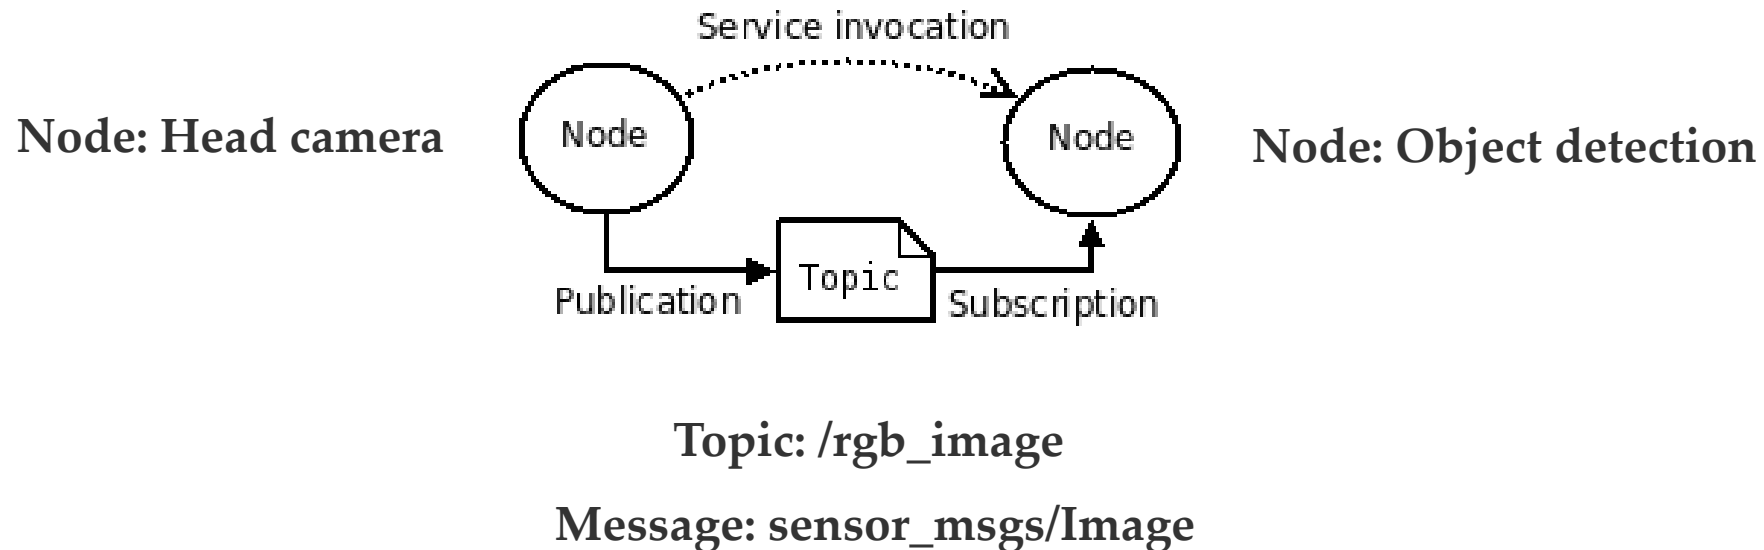 Service invocation
Node: Head camera
Node
Node
Node: Object detection
Publication
Topic
Subscription
Topic: /rgb_image
Message: sensor_msgs/Image